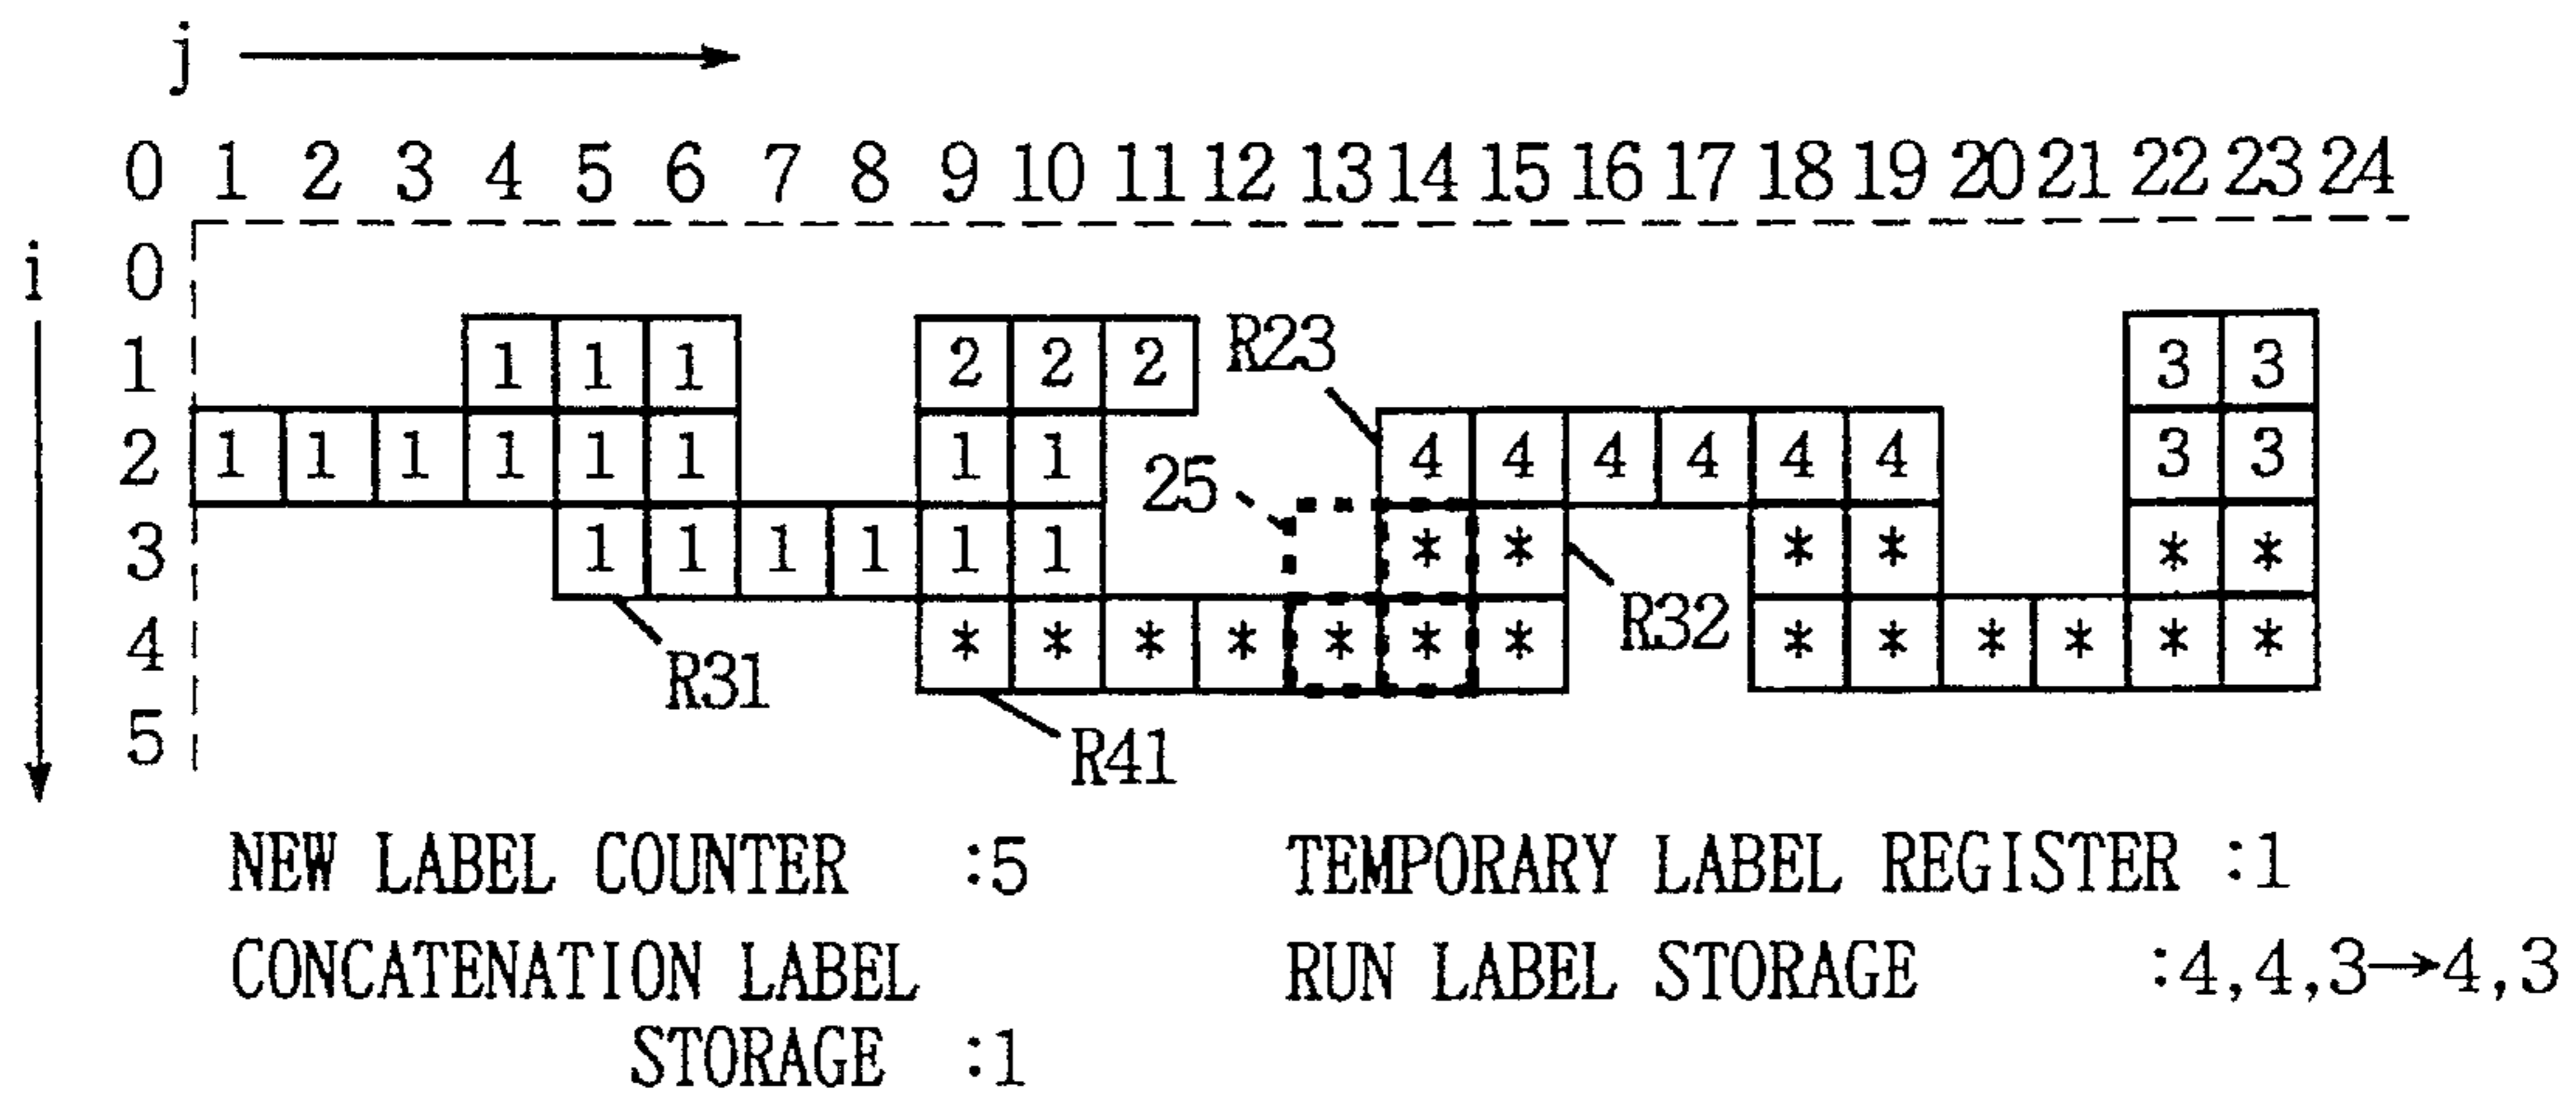 j
0 1 2 3 4 5 6 7 8 9 10 11 12 13 14 15 16 17 18 19 20 21 22 23 24
i 0
1 1 1 1 2 2 2 R23 3 3
2 1 1 1 1 1 1 1 1 25 4 4 4 4 4 4 3 3
3 1 1 1 1 1 1 * * * * * *
4 * * * * * * * R32 * * * * * *
R31
5 R41
NEW LABEL COUNTER :5 TEMPORARY LABEL REGISTER :1
CONCATENATION LABEL RUN LABEL STORAGE :4,4,3→4,3
STORAGE :1